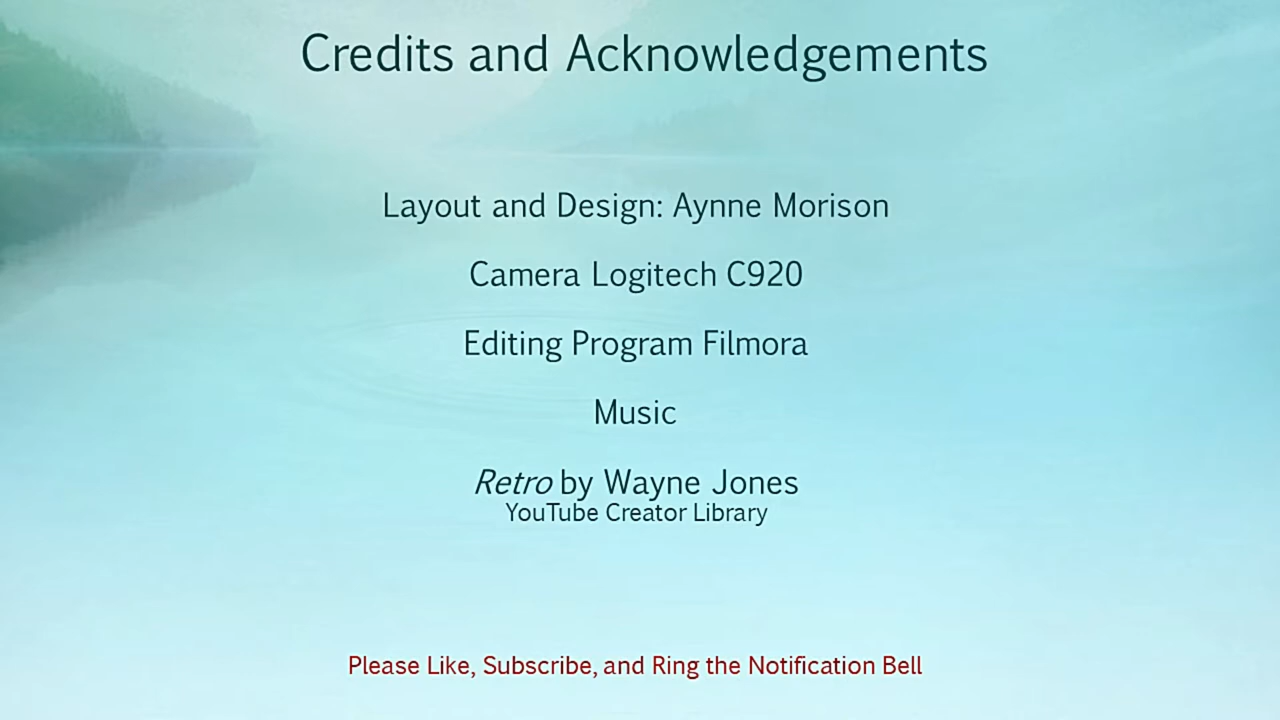 Credits and Acknowledgements
Layout and Design: Aynne Morison
Camera Logitech C920
Editing Program Filmora
Music
Retro by Wayne Jones
YouTube Creator Library
Please Like, Subscribe, and Ring the Notification Bell